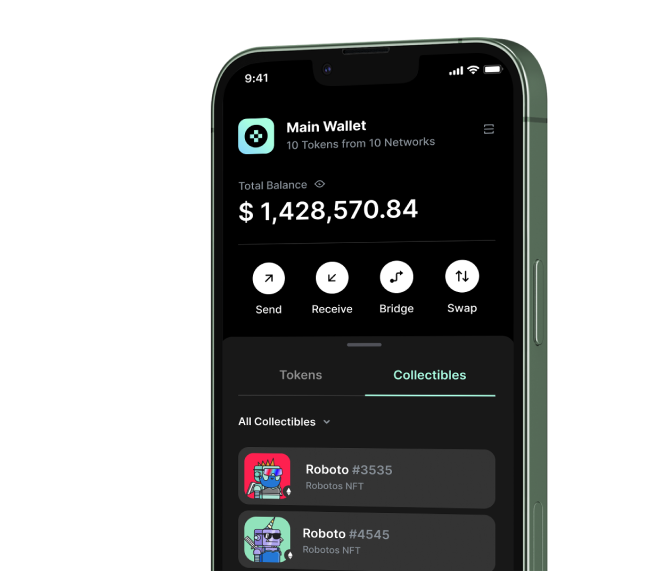 9:41
Main Wallet
10 Tokens from 10 Networks
Total Balance
$ 1,428,570.84
Send Receive Bridge Swap
Tokens Collectibles
All Collectibles
Roboto #3535
Robotos NFT
Roboto #4545
Robotos NFT